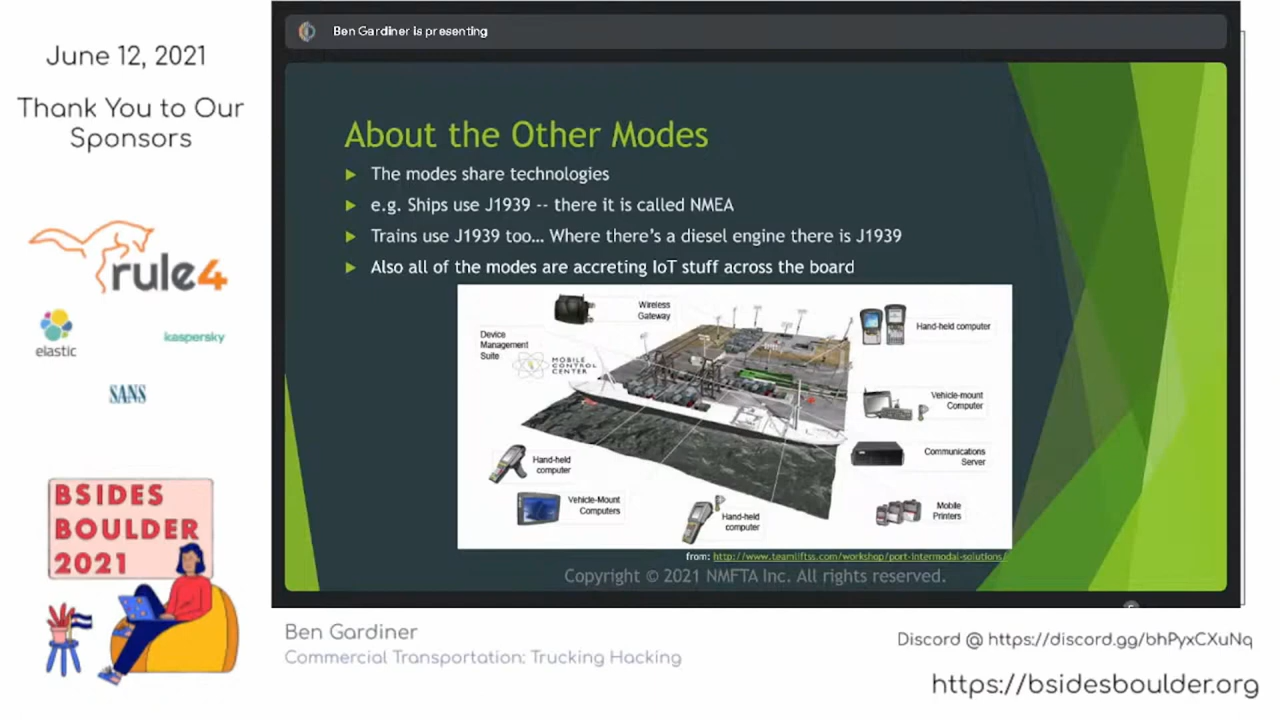 June 12, 2021
Thank You to Our
Sponsors
rule4
elastic
kaspersky
SANS
BSIDES
BOULDER
2021
Ben Gardiner is presenting
About the Other Modes
The modes share technologies
e.g. Ships use J1939 -- there it is called NMEA
Trains use J1939 too… Where there's a diesel engine there is J1939
Also all of the modes are accreting IoT stuff across the board
Wireless
Gateway
Device
Management
Suite
MOBILE
CONTROL
CENTER
Hand-held computer
Vehicle-mount
Computer
Communications
Server
Hand-held
computer
Vehicle-Mount
Computers
Hand-held
computer
Mobile
Printers
from: http://www.teamliftss.com/workshop/port-intermodal-solutions/
Copyright © 2021 NMFTA Inc. All rights reserved.
Ben Gardiner
Commercial Transportation: Trucking Hacking
Discord @ https://discord.gg/bhPyxCXuNq
https://bsidesboulder.org